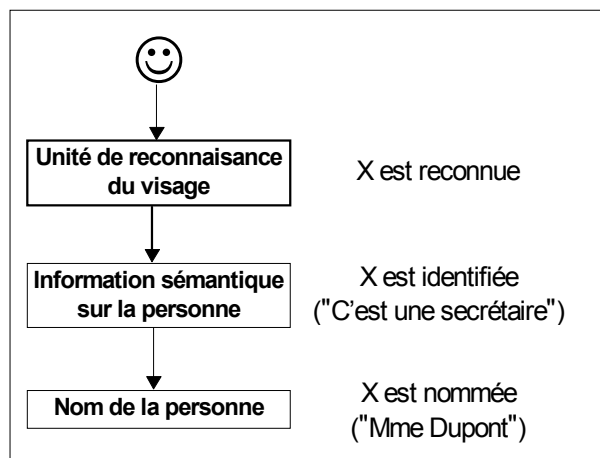 Unité de reconnaisance
du visage
X est reconnue
Information sémantique
sur la personne
X est identifiée
("C'est une secrétaire")
Nom de la personne
X est nommée
("Mme Dupont")